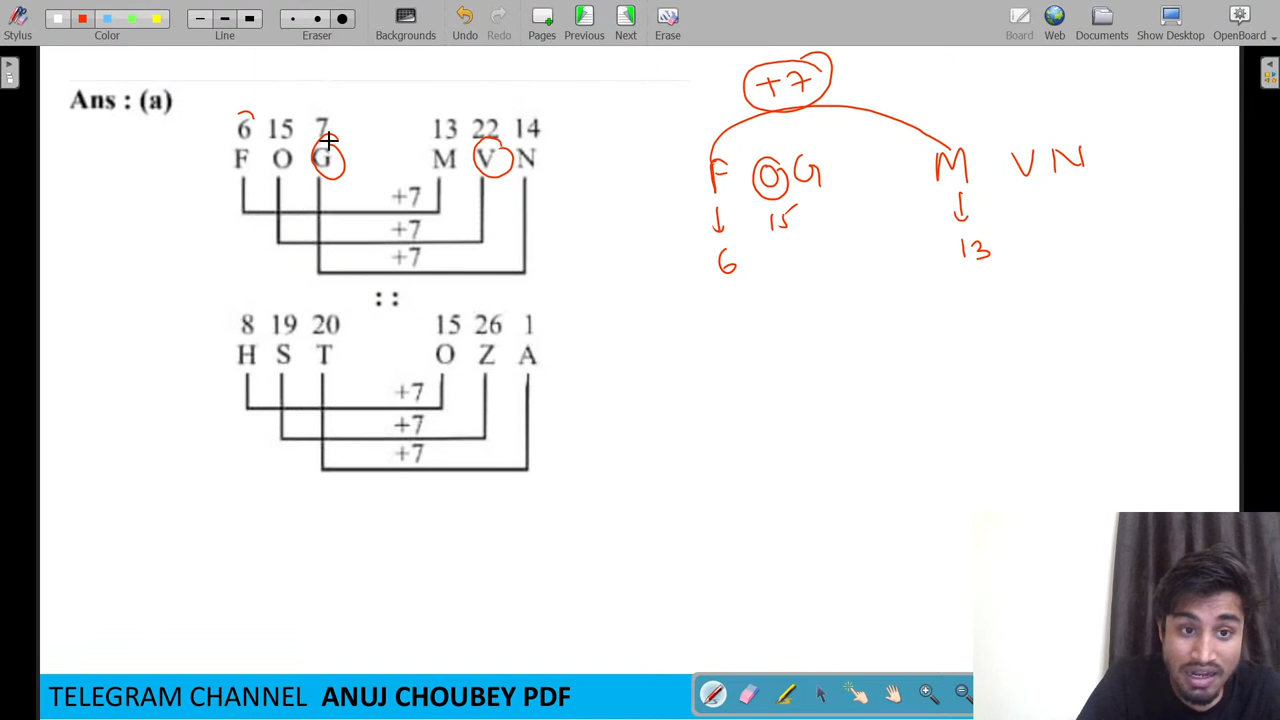 Stylus Color Line Eraser Backgrounds Undo Redo Pages Previous Next Erase Board Web Documents Show Desktop OpenBoard
Ans : (a)
6 15 7 13 22 14
F O G M V N
+7
+7
+7
: :
8 19 20 15 26 1
H S T O Z A
+7
+7
+7
+7
F O G M V N
15
6 13
TELEGRAM CHANNEL ANUJ CHOUBEY PDF